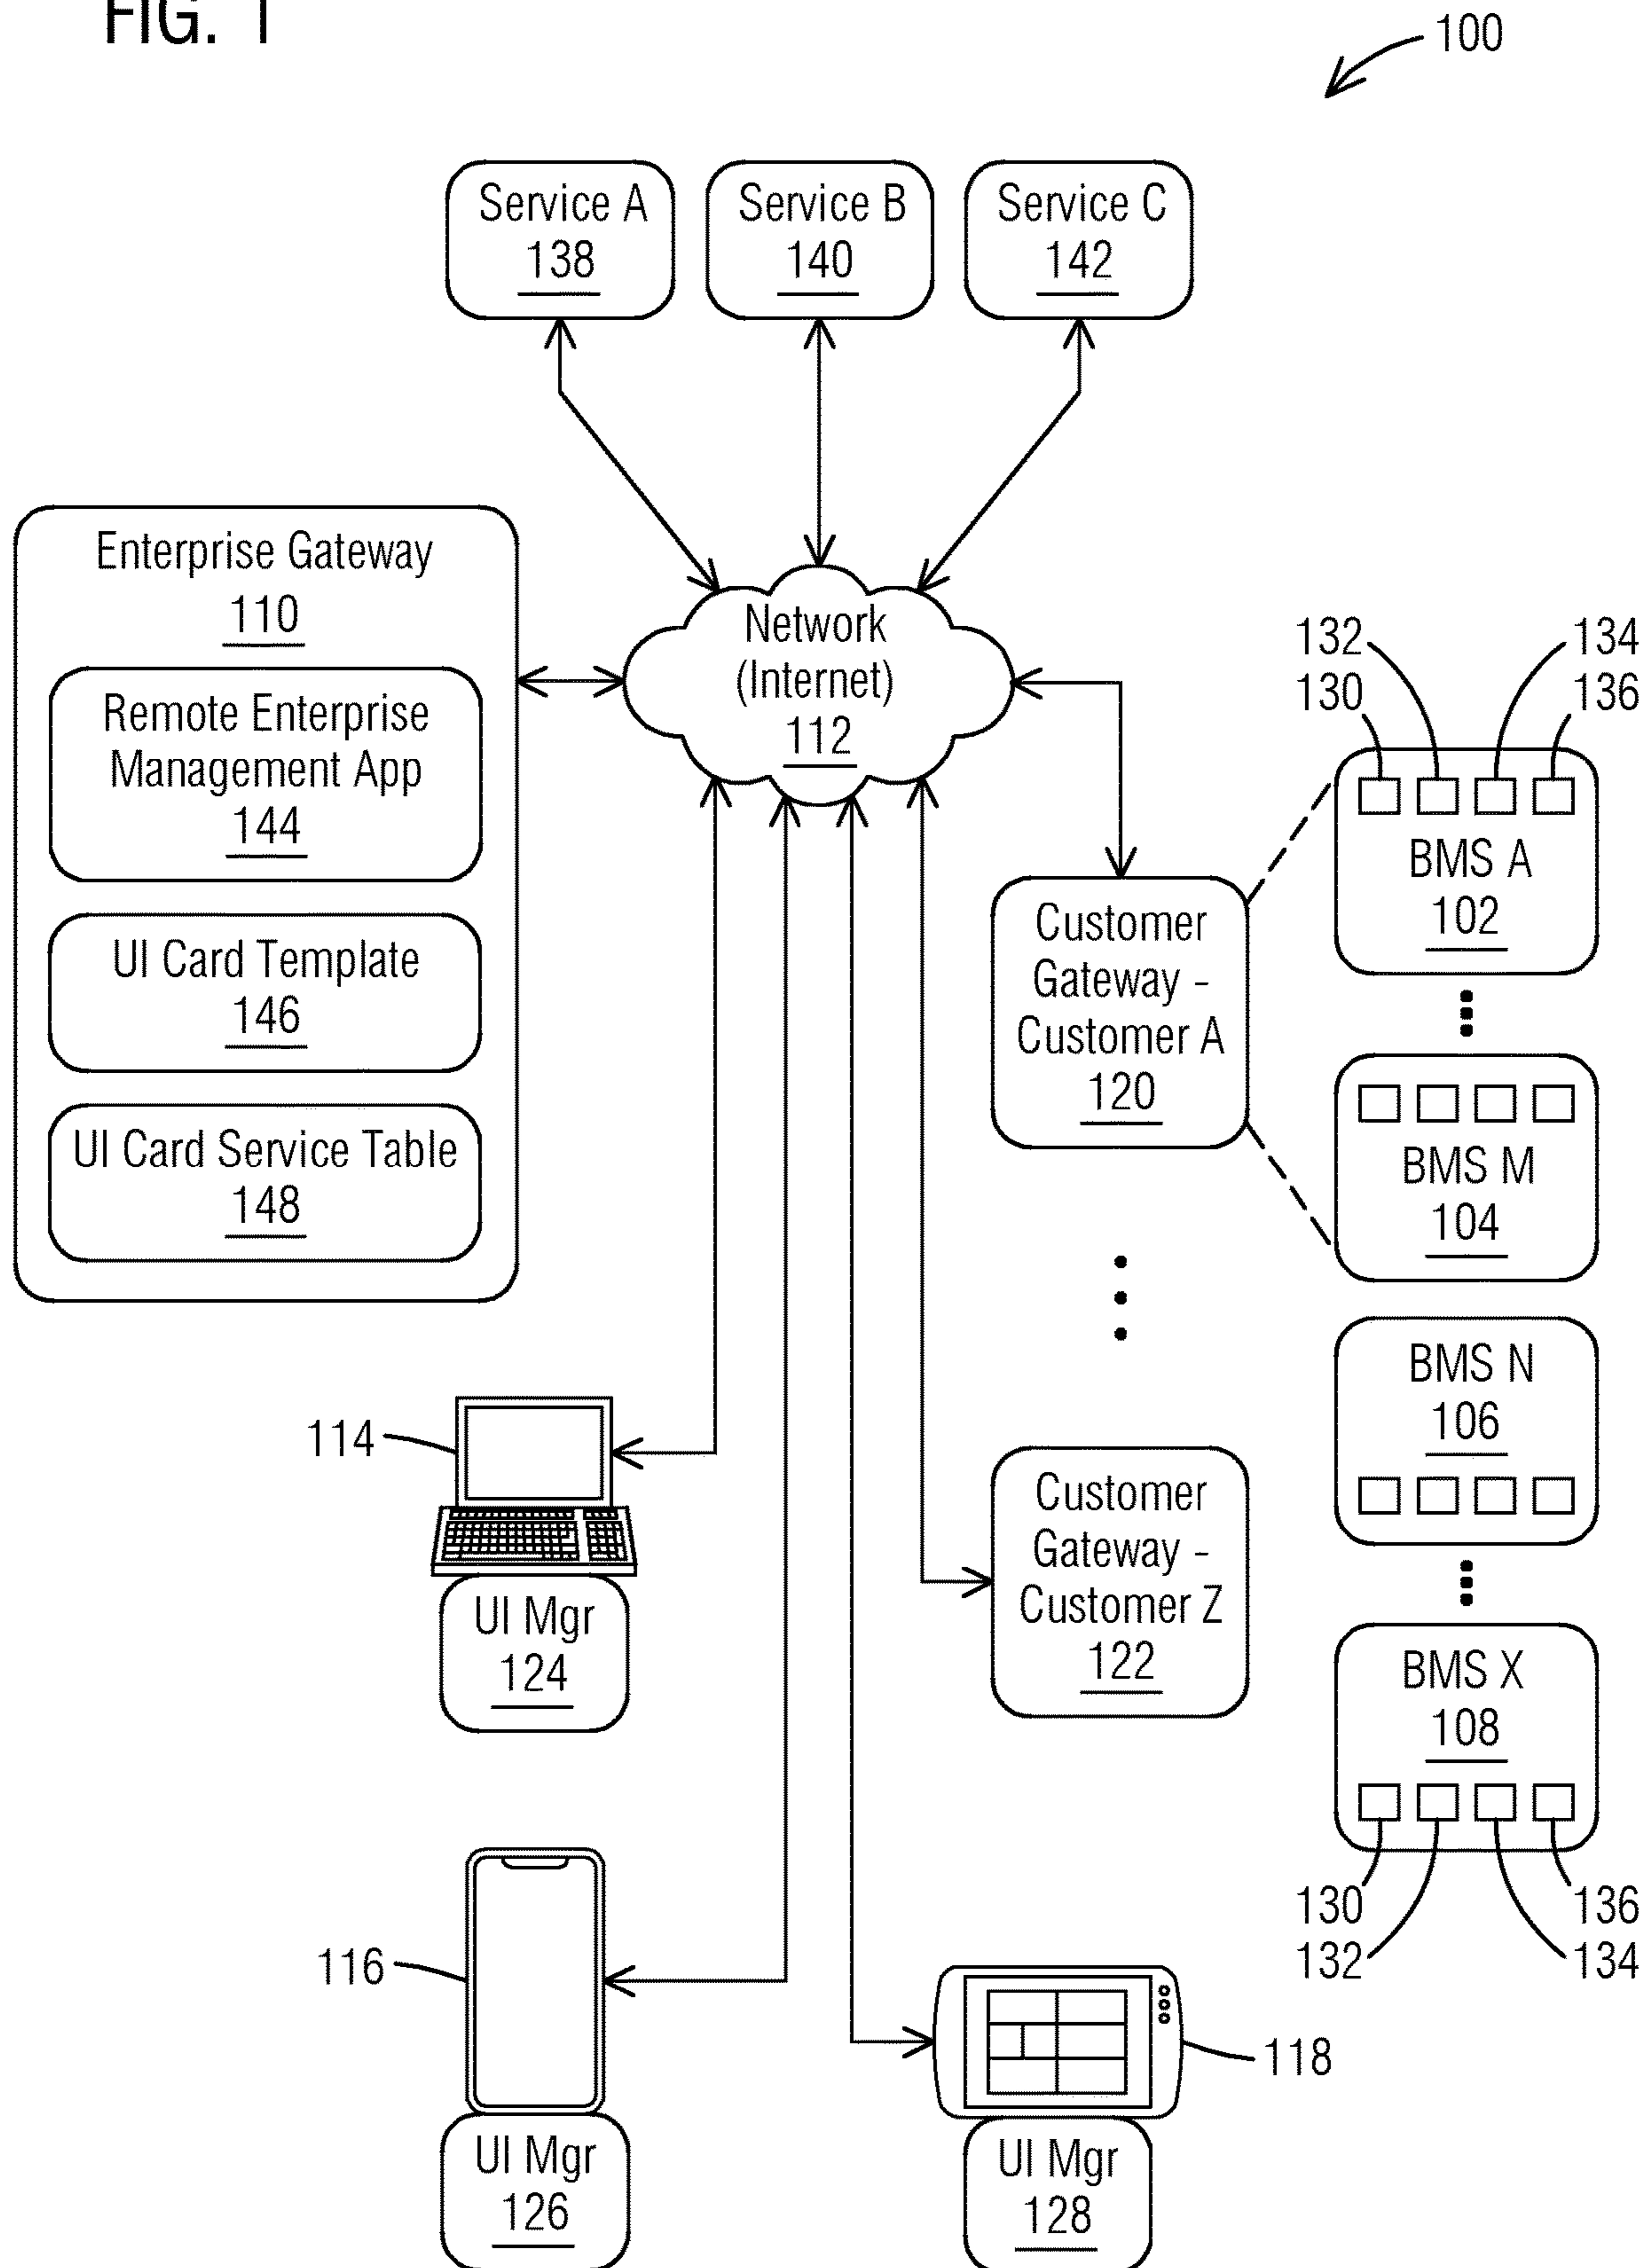 FIG. 1
100
Service A
138
Service B
140
Service C
142
Enterprise Gateway
110
Remote Enterprise
Management App
144
UI Card Template
146
UI Card Service Table
148
Network
(Internet)
112
132
134
130
136
BMS A
102
Customer
Gateway -
Customer A
120
BMS M
104
BMS N
106
114
UI Mgr
124
Customer
Gateway -
Customer Z
122
BMS X
108
130
136
132
134
116
UI Mgr
126
118
UI Mgr
128